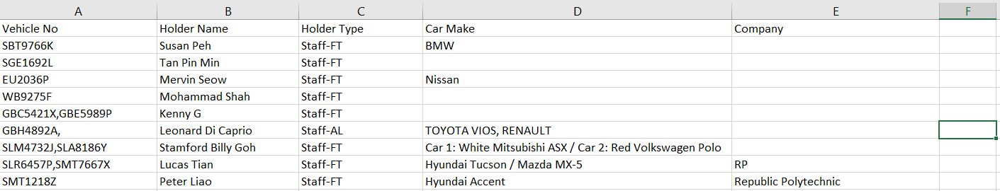 A B C D E F
Vehicle No Holder Name Holder Type Car Make Company
SBT9766K Susan Peh Staff-FT BMW
SGE1692L Tan Pin Min Staff-FT
EU2036P Mervin Seow Staff-FT Nissan
WB9275F Mohammad Shah Staff-FT
GBC5421X,GBE5989P Kenny G Staff-FT
GBH4892A, Leonard Di Caprio Staff-AL TOYOTA VIOS, RENAULT
SLM4732J,SLA8186Y Stamford Billy Goh Staff-FT Car 1: White Mitsubishi ASX / Car 2: Red Volkswagen Polo
SLR6457P,SMT7667X Lucas Tian Staff-FT Hyundai Tucson / Mazda MX-5 RP
SMT1218Z Peter Liao Staff-FT Hyundai Accent Republic Polytechnic